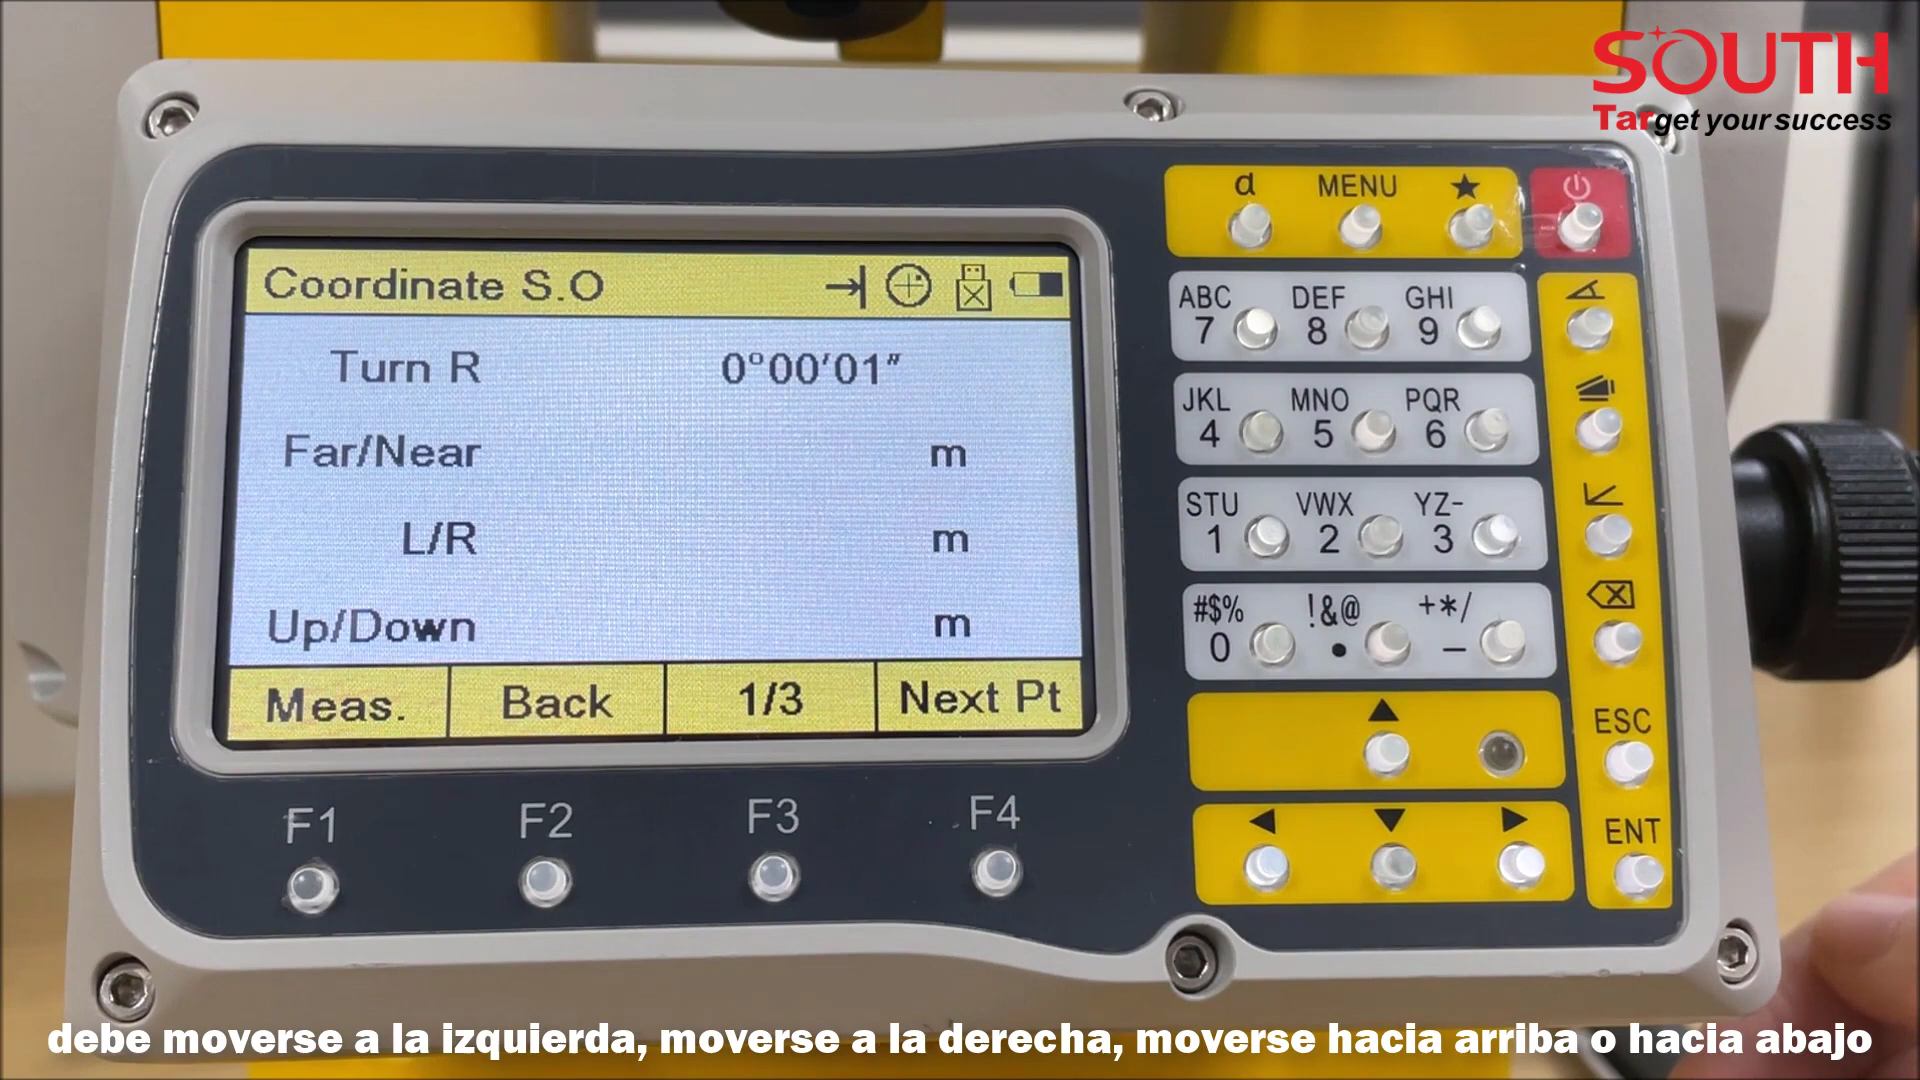 SOUTH
Target your success
α MENU ★
Coordinate S.O
Turn R 0°00'01"
Far/Near m
L/R m
Up/Down m
Meas. Back 1/3 Next Pt
F1 F2 F3 F4
ABC DEF GHI
7 8 9
JKL MNO PQR
4 5 6
STU VWX YZ-
1 2 3
#$% !&@ +*/
0 • –
ESC
ENT
debe moverse a la izquierda, moverse a la derecha, moverse hacia arriba o hacia abajo